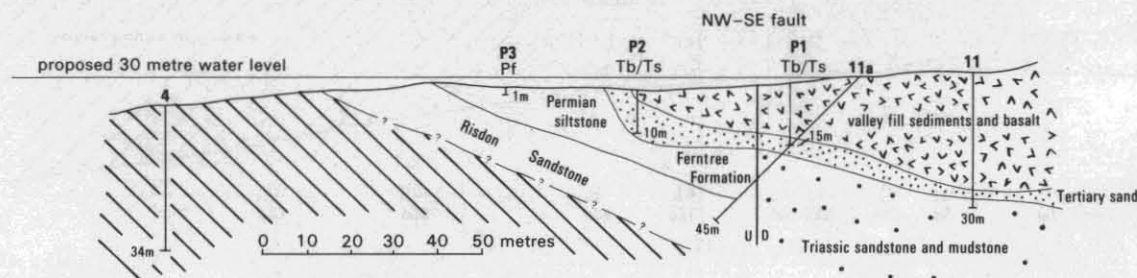 NW–SE fault
proposed 30 metre water level
4
P3
Pf
P2
Tb/Ts
P1
Tb/Ts
11a
11
1m
Permian
siltstone
10m
15m
valley fill sediments and basalt
Risdon
Sandstone
Ferntree
Formation
? ? ? ? ? ? ?
Tertiary sand
34m
45m
30m
U D
0 10 20 30 40 50 metres
Triassic sandstone and mudstone